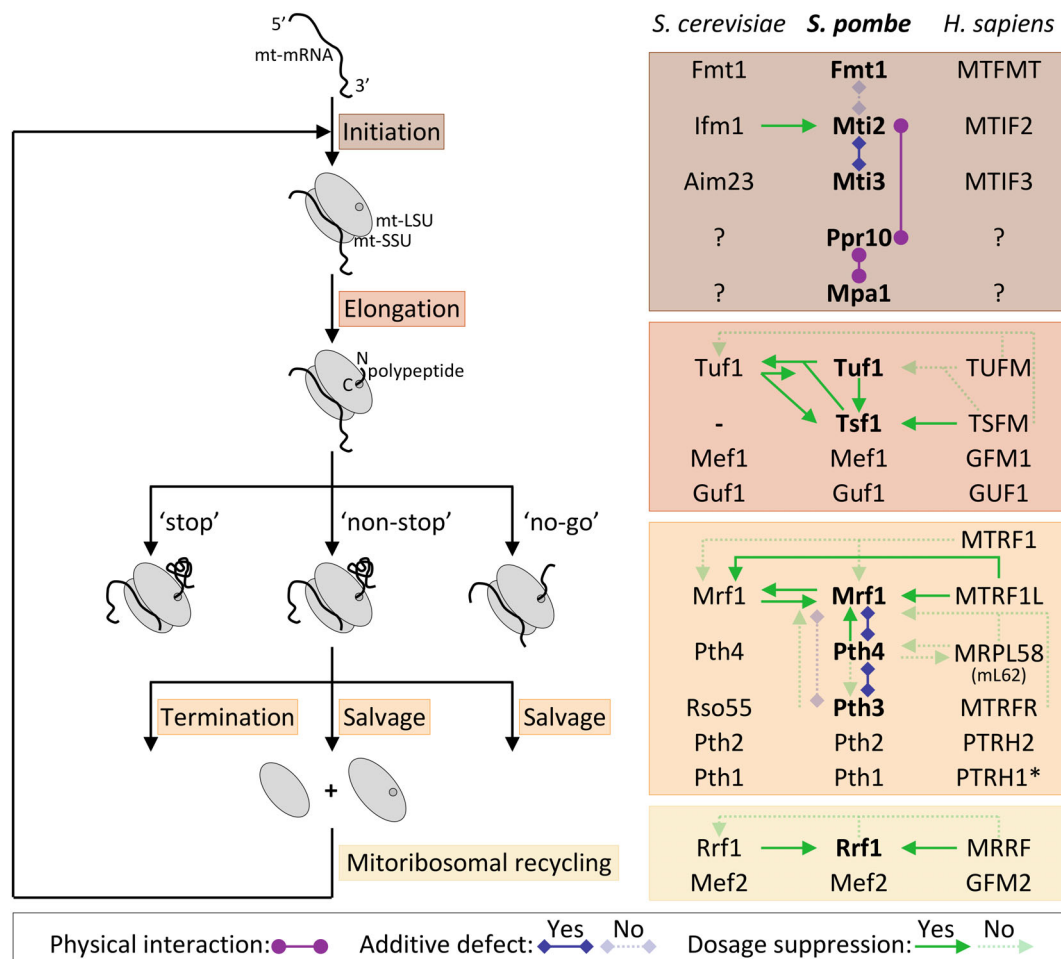 5’
mt-mRNA
3’
Initiation
mt-LSU
mt-SSU
Elongation
N
polypeptide
C
‘stop’ ‘non-stop’ ‘no-go’
Termination Salvage Salvage
+
Mitoribosomal recycling
S. cerevisiae S. pombe H. sapiens
Fmt1 Fmt1 MTFMT
Ifm1 Mti2 MTIF2
Aim23 Mti3 MTIF3
? Ppr10 ?
? Mpa1 ?
Tuf1 Tuf1 TUFM
- Tsf1 TSFM
Mef1 Mef1 GFM1
Guf1 Guf1 GUF1
MTRF1
Mrf1 Mrf1 MTRF1L
Pth4 Pth4 MRPL58
(mL62)
Rso55 Pth3 MTRFR
Pth2 Pth2 PTRH2
Pth1 Pth1 PTRH1*
Rrf1 Rrf1 MRRF
Mef2 Mef2 GFM2
Yes No Yes No
Physical interaction: Additive defect: Dosage suppression: